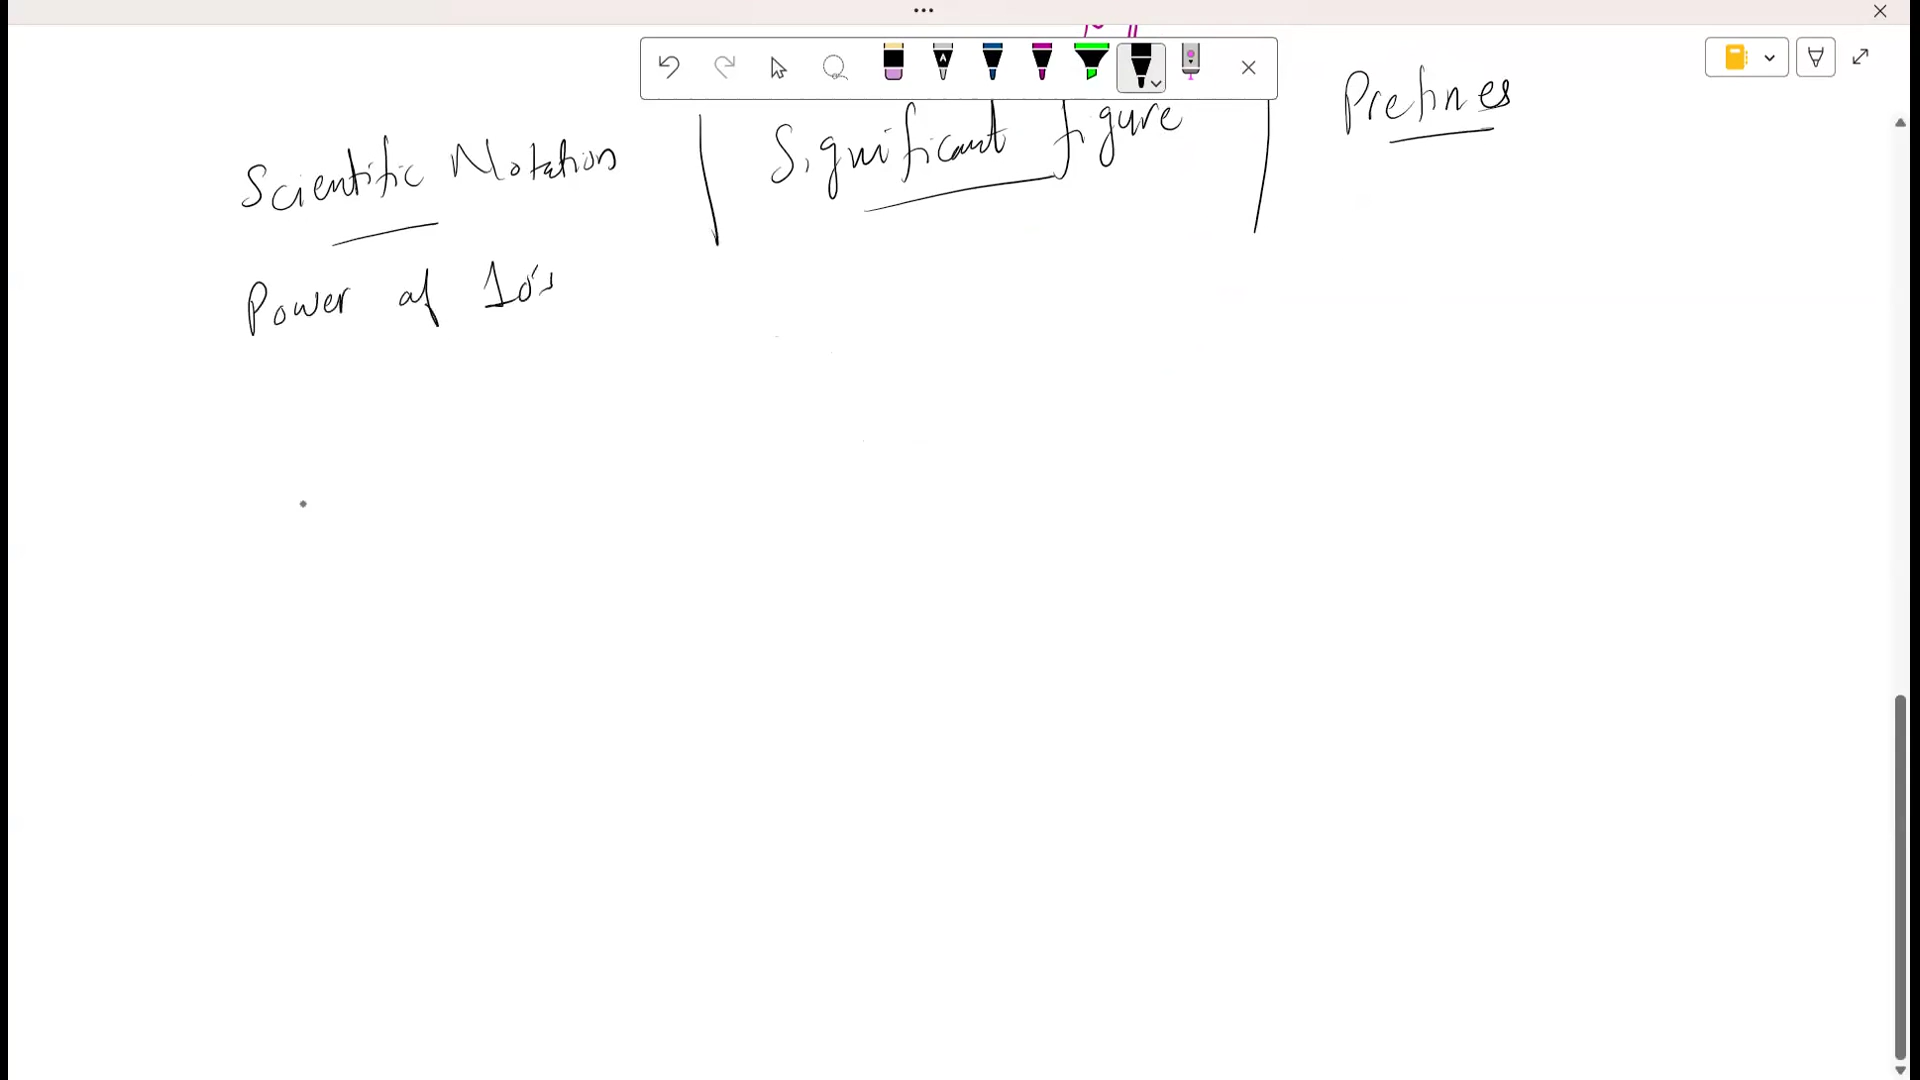 Scientific Notation
Significant figure
Prefixes
Power of 10's